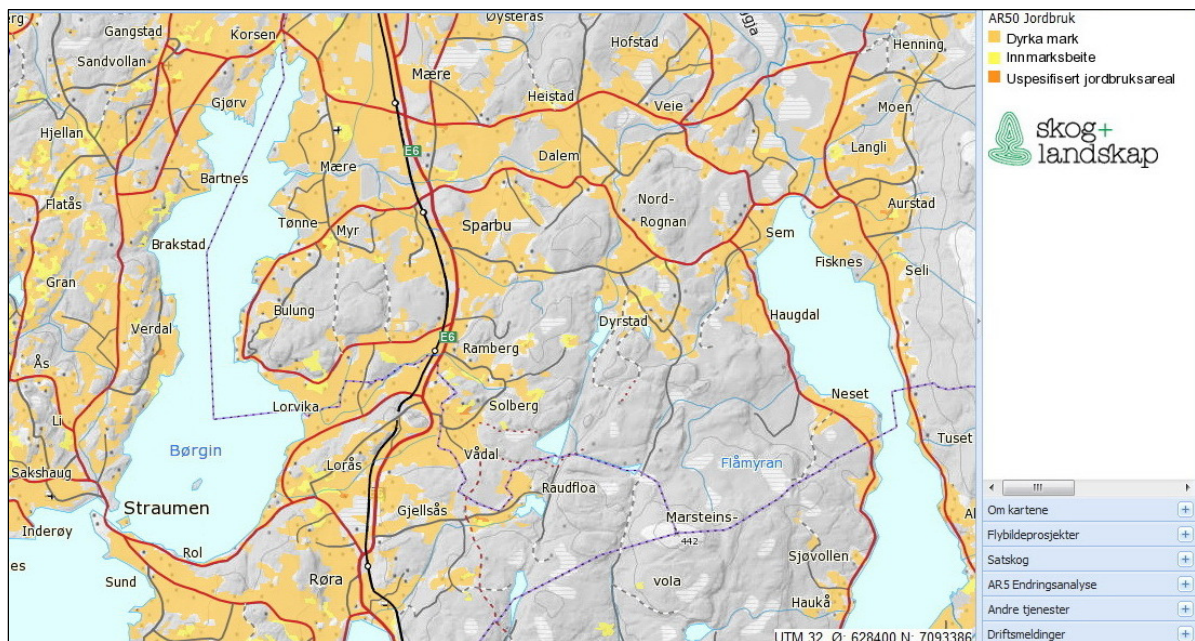 Gangstad
Korsen
Øysterås
Hofstad
Henning
Sandvollan
Mære
Gjørv
Heistad
Veie
Moen
Hjellan
E6
Langli
Mære
Dalem
Bartnes
Flatås
Nord-
Rognan
Aurstad
Tønne
Myr
Sparbu
Brakstad
Sem
Fisknes
Seli
Gran
Bulung
Dyrstad
Haugdal
Verdal
E6
Ramberg
Ås
Neset
Lorvika
Solberg
Li
Tuset
Børgin
Vådal
Flåmyran
Sakshaug
Lorås
Raudfloa
Straumen
Gjellsås
Marsteins-
vola
442
Inderøy
Rol
Sjøvollen
Sund
Røra
Haukå
UTM 32 Ø: 628400 N: 7093386
AR50 Jordbruk
Dyrka mark
Innmarksbeite
Uspesifisert jordbruksareal
skog+
landskap
Om kartene
Flybildeprosjekter
Satskog
AR5 Endringsanalyse
Andre tjenester
Driftsmeldinger